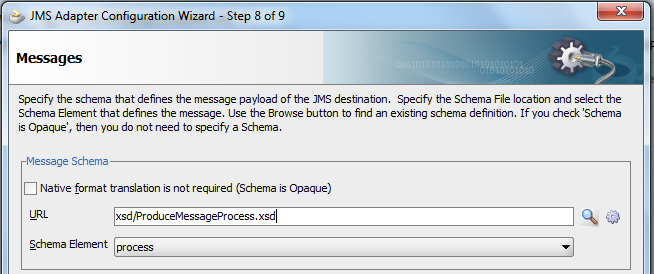 JMS Adapter Configuration Wizard - Step 8 of 9
Messages
Specify the schema that defines the message payload of the JMS destination. Specify the Schema File location and select the
Schema Element that defines the message. Use the Browse button to find an existing schema definition. If you check 'Schema
is Opaque', then you do not need to specify a Schema.
Message Schema
Native format translation is not required (Schema is Opaque)
URL xsd/ProduceMessageProcess.xsd
Schema Element process